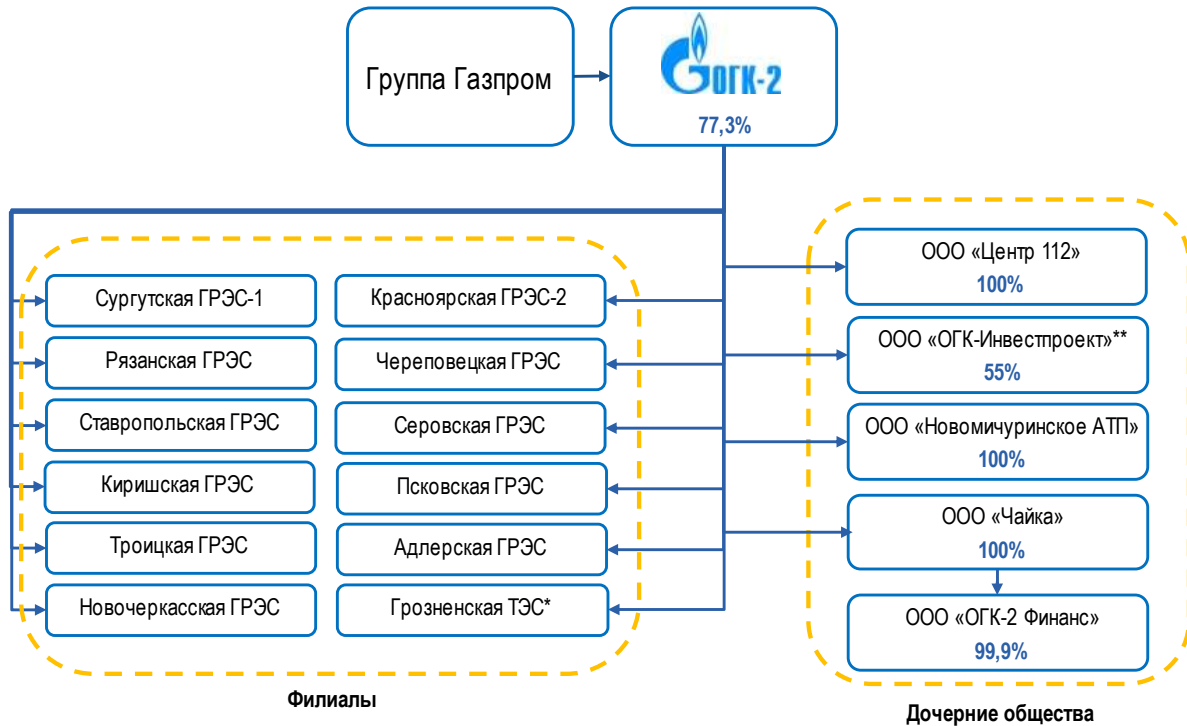 Группа Газпром
ОГК-2
77,3%
Сургутская ГРЭС-1
Рязанская ГРЭС
Ставропольская ГРЭС
Киришская ГРЭС
Троицкая ГРЭС
Новочеркасская ГРЭС
Красноярская ГРЭС-2
Череповецкая ГРЭС
Серовская ГРЭС
Псковская ГРЭС
Адлерская ГРЭС
Грозненская ТЭС*
Филиалы
ООО «Центр 112»
100%
ООО «ОГК-Инвестпроект»**
55%
ООО «Новомичуринское АТП»
100%
ООО «Чайка»
100%
ООО «ОГК-2 Финанс»
99,9%
Дочерние общества